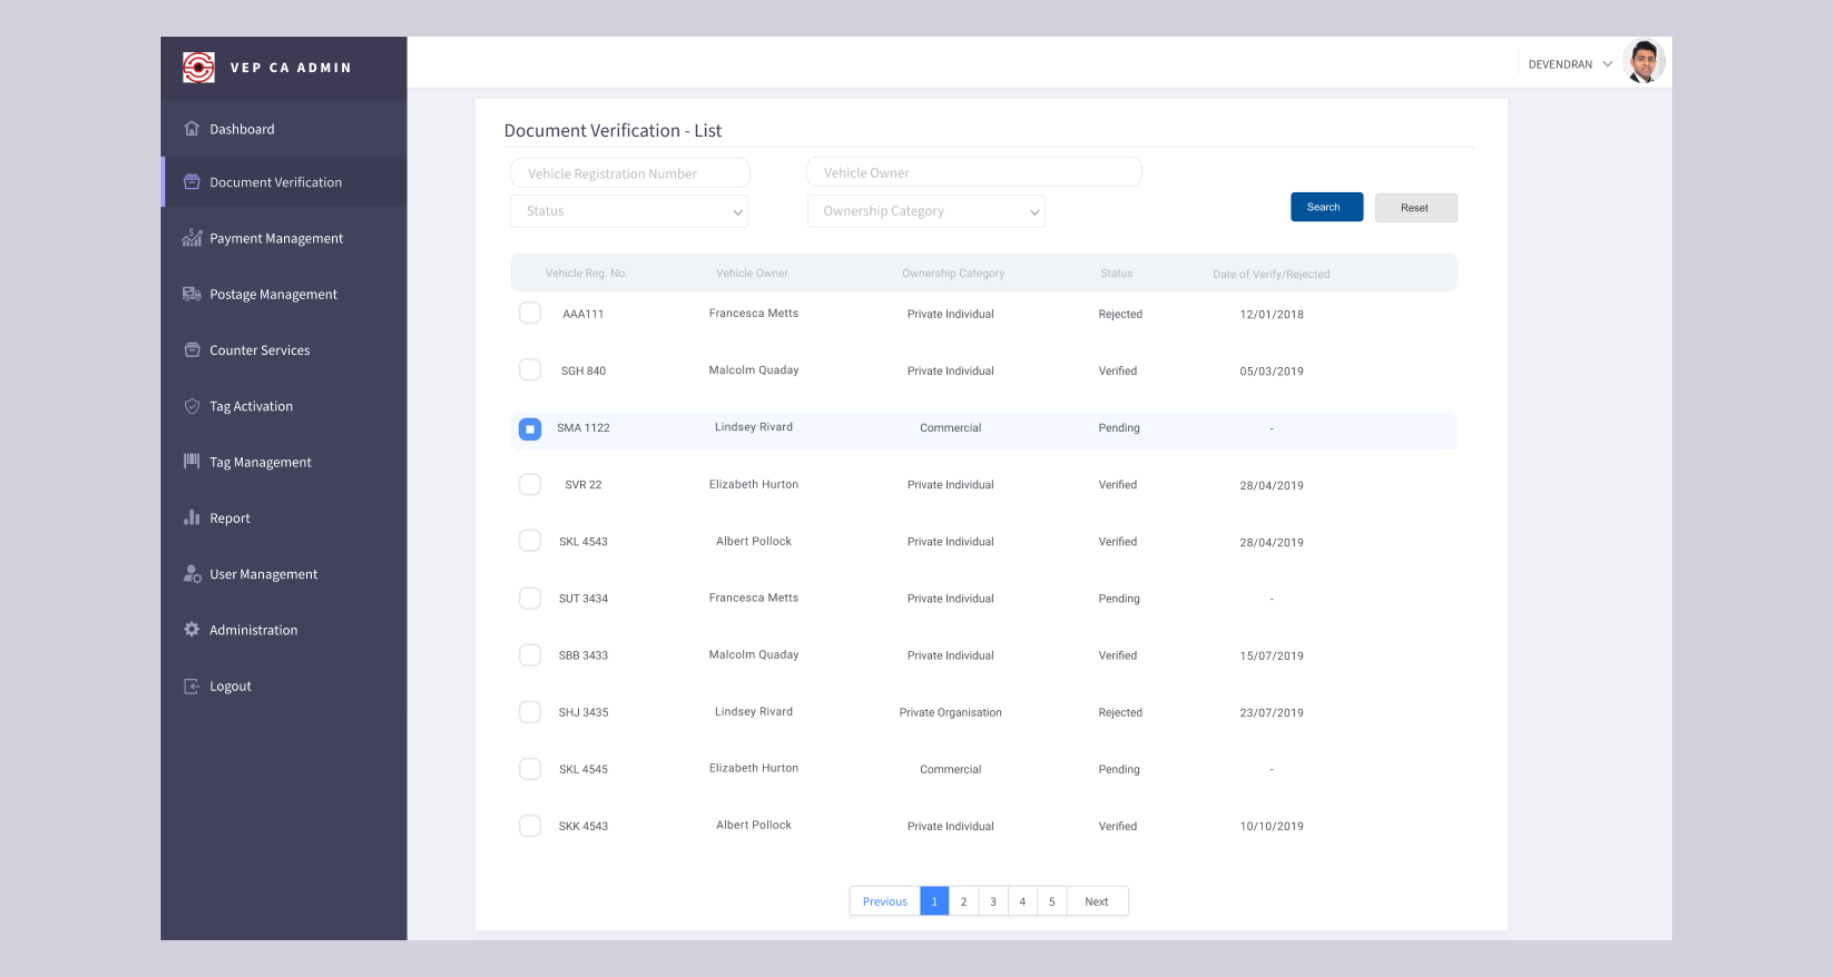 VEP CA ADMIN
DEVENDRAN
Dashboard
Document Verification
Payment Management
Postage Management
Counter Services
Tag Activation
Tag Management
Report
User Management
Administration
Logout
Document Verification - List
Vehicle Registration Number Vehicle Owner
Status Ownership Category Search Reset
Vehicle Reg. No. Vehicle Owner Ownership Category Status Date of Verify/Rejected
AAA111 Francesca Metts Private Individual Rejected 12/01/2018
SGH 840 Malcolm Quaday Private Individual Verified 05/03/2019
SMA 1122 Lindsey Rivard Commercial Pending -
SVR 22 Elizabeth Hurton Private Individual Verified 28/04/2019
SKL 4543 Albert Pollock Private Individual Verified 28/04/2019
SUT 3434 Francesca Metts Private Individual Pending -
SBB 3433 Malcolm Quaday Private Individual Verified 15/07/2019
SHJ 3435 Lindsey Rivard Private Organisation Rejected 23/07/2019
SKL 4545 Elizabeth Hurton Commercial Pending -
SKK 4543 Albert Pollock Private Individual Verified 10/10/2019
Previous 1 2 3 4 5 Next